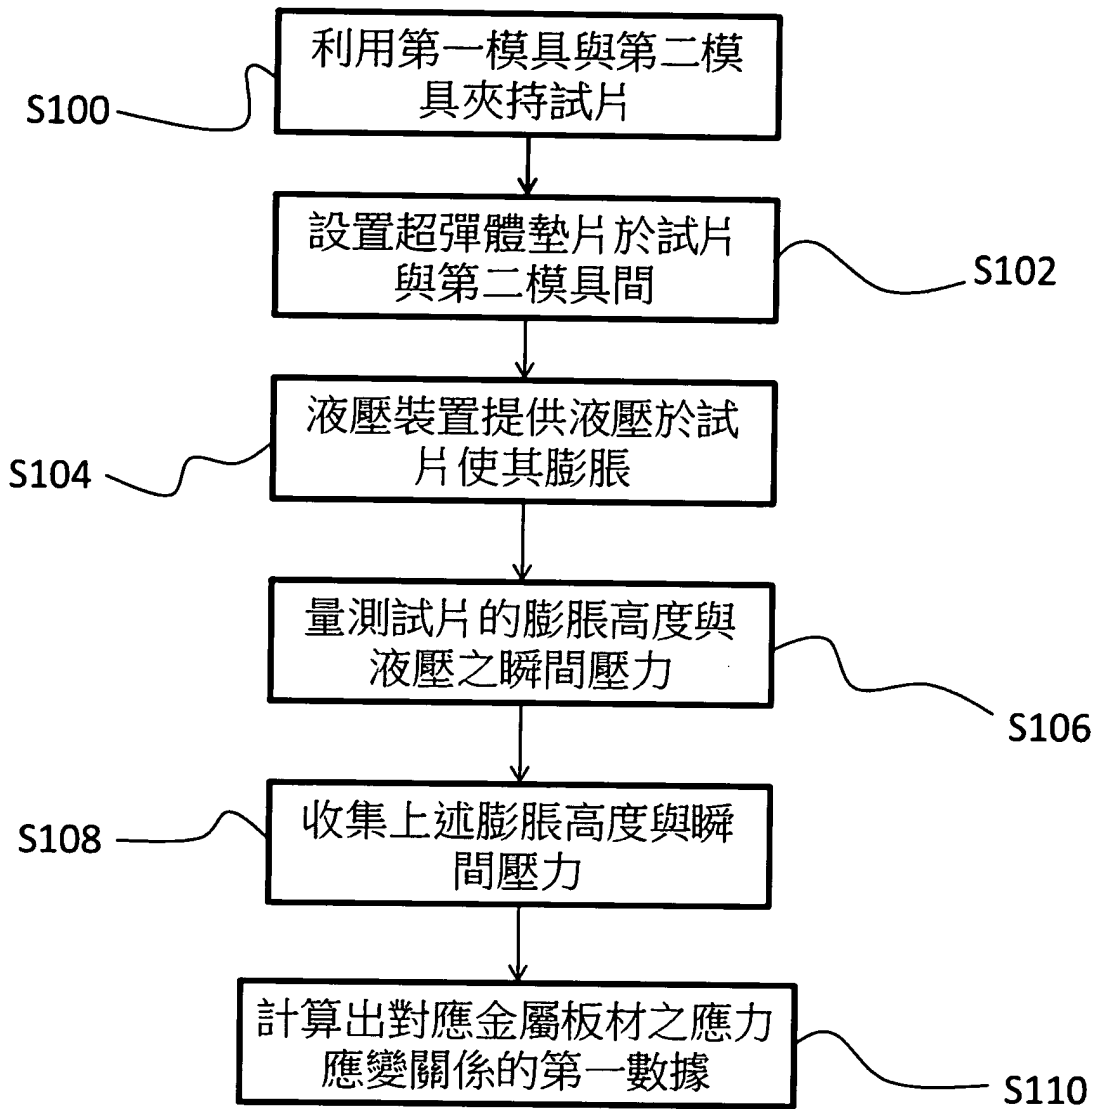 利用第一模具與第二模
具夾持試片
S100
設置超彈體墊片於試片
與第二模具間
S102
液壓裝置提供液壓於試
片使其膨脹
S104
量測試片的膨脹高度與
液壓之瞬間壓力
S106
收集上述膨脹高度與瞬
間壓力
S108
計算出對應金屬板材之應力
應變關係的第一數據
S110